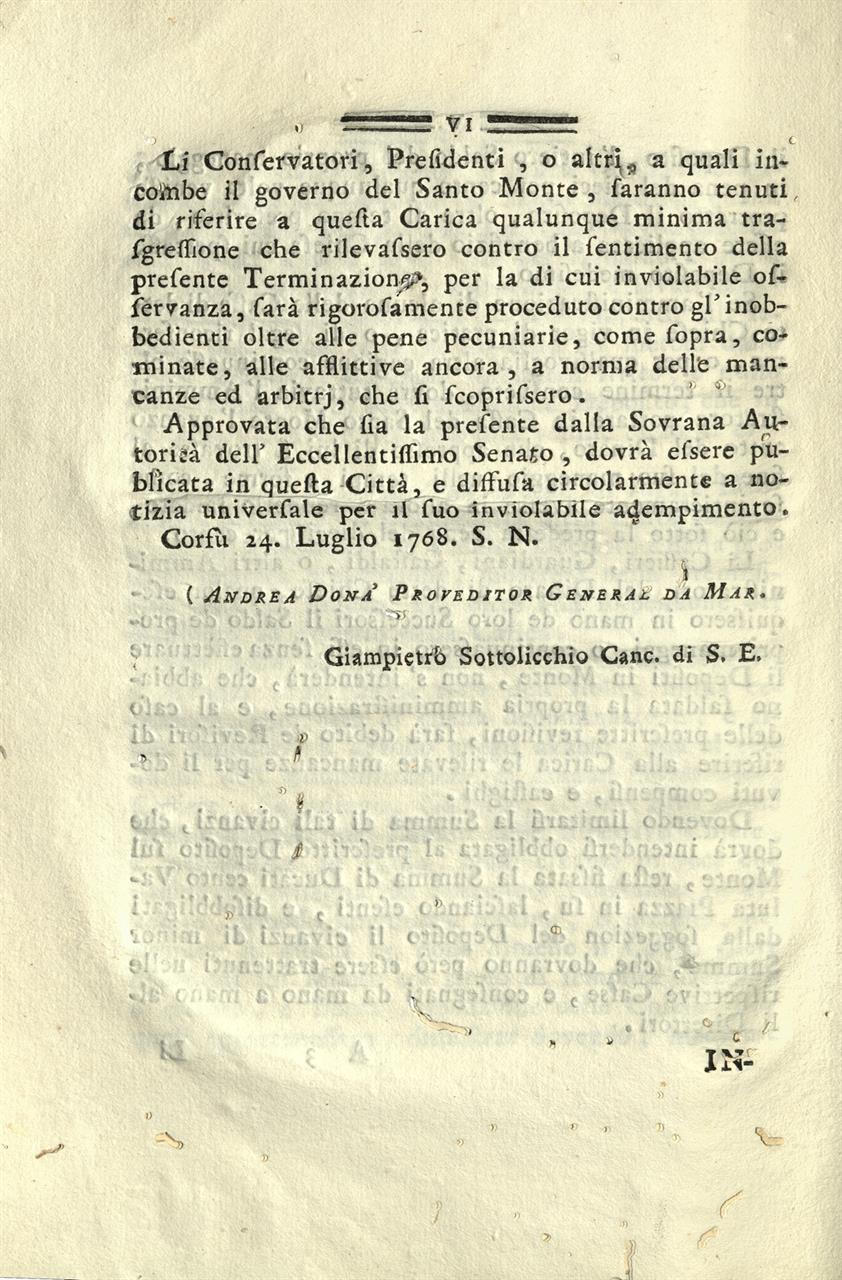 VI
Li Conſervatori, Preſidenti, o altri, a quali in-
combe il governo del Santo Monte, ſaranno tenuti
di riferire a queſta Carica qualunque minima tra-
ſgreſſione che rilevaſsero contro il ſentimento della
preſente Terminazione, per la di cui inviolabile oſ-
ſervanza, ſarà rigoroſamente proceduto contro gl' inob-
bedienti oltre alle pene pecuniarie, come ſopra, co-
minate, alle afflittive ancora, a norma delle man-
canze ed arbitrj, che ſi ſcopriſsero.
Approvata che ſia la preſente dalla Sovrana Au-
torità dell' Eccellentiſſimo Senato, dovrà eſsere pu-
blicata in queſta Città, e diffuſa circolarmente a no-
tizia univerſale per il ſuo inviolabile adempimento.
Corfù 24. Luglio 1768. S. N.
( ANDREA DONA' PROVEDITOR GENERAL DA MAR.
Giampietro Sottolicchio Canc. di S. E.
IN-